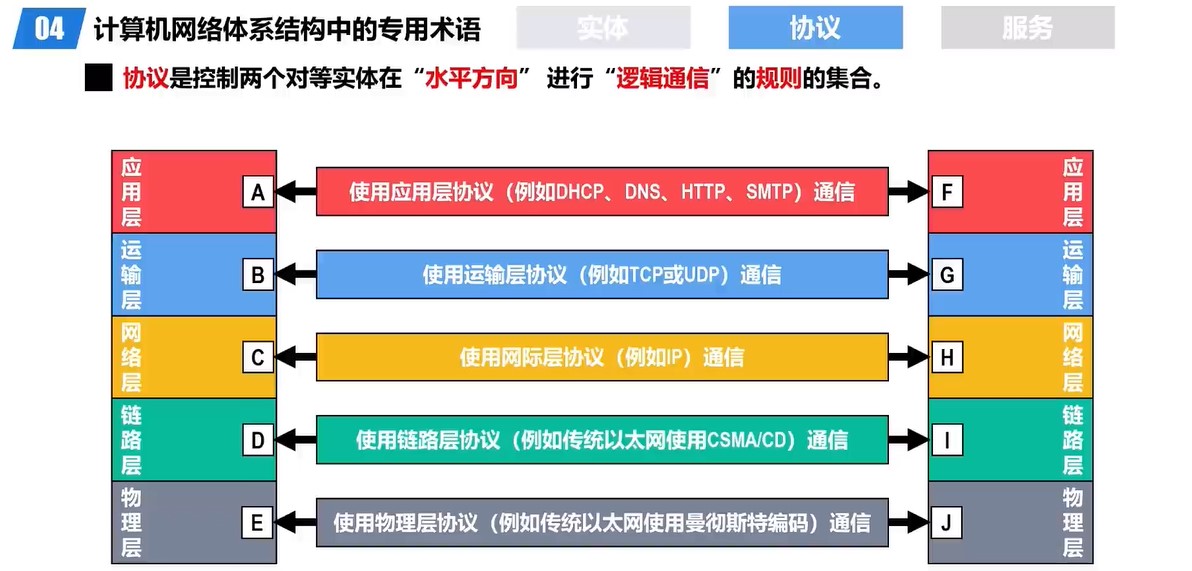 04 计算机网络体系结构中的专用术语 实体 协议 服务
协议是控制两个对等实体在“水平方向” 进行“逻辑通信”的规则的集合。
应用层 A 使用应用层协议（例如DHCP、DNS、HTTP、SMTP）通信 F 应用层
运输层 B 使用运输层协议（例如TCP或UDP）通信 G 运输层
网络层 C 使用网际层协议（例如IP）通信 H 网络层
链路层 D 使用链路层协议（例如传统以太网使用CSMA/CD）通信 I 链路层
物理层 E 使用物理层协议（例如传统以太网使用曼彻斯特编码）通信 J 物理层